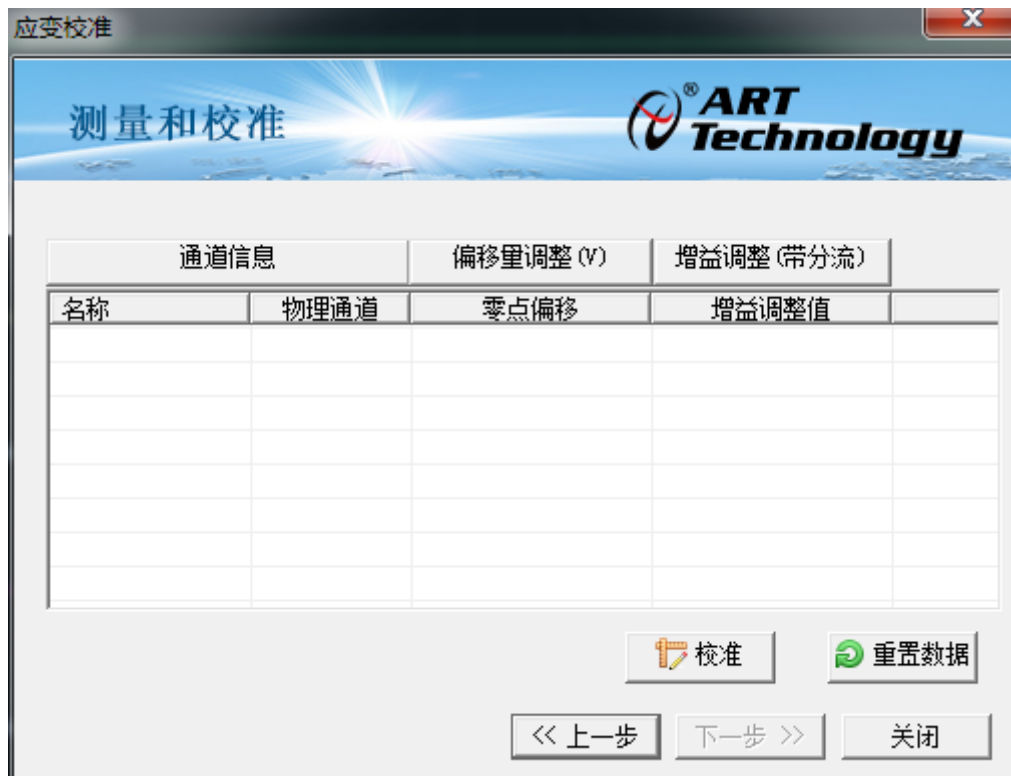 应变校准
测量和校准
® ART
Technology
通道信息 偏移量调整(V) 增益调整(带分流)
名称 物理通道 零点偏移 增益调整值
校准 重置数据
<< 上一步 下一步 >> 关闭